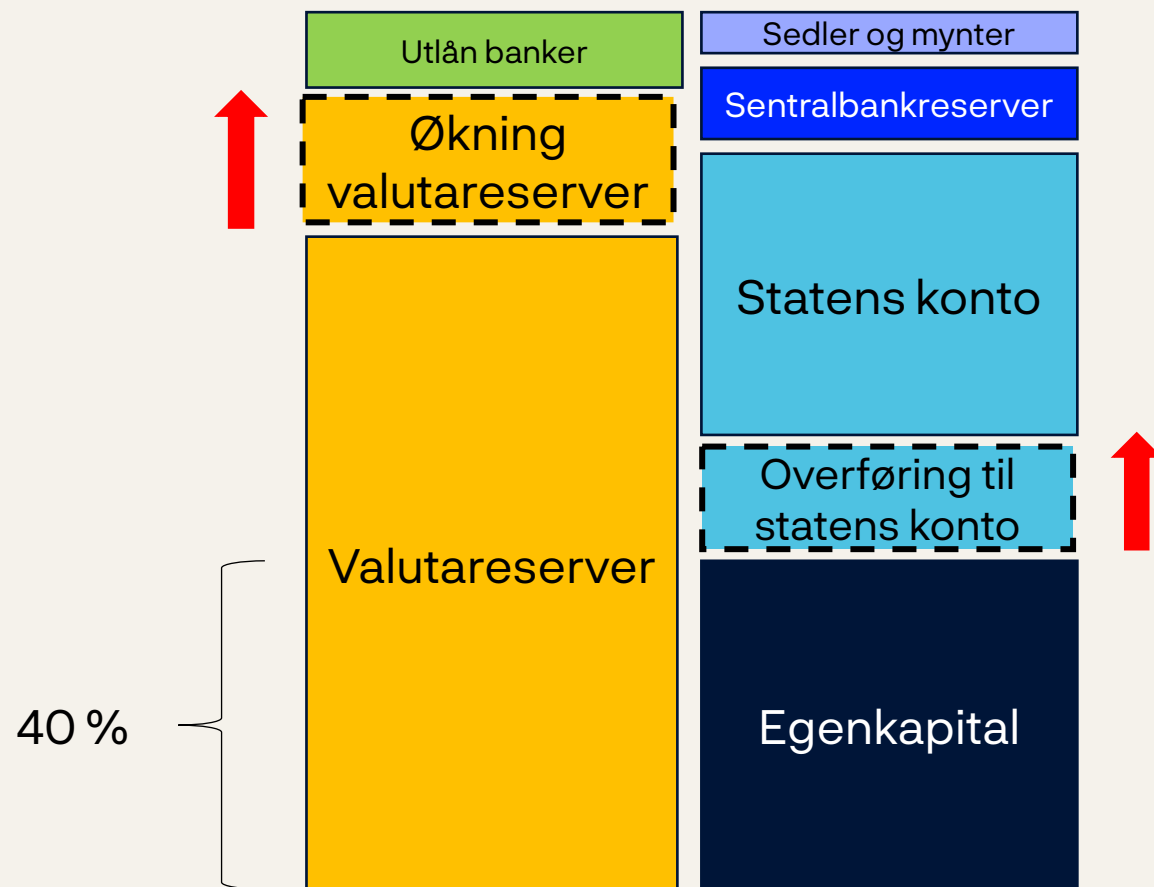 Utlån banker
Økning
valutareserver
Valutareserver
40 %
Sedler og mynter
Sentralbankreserver
Statens konto
Overføring til
statens konto
Egenkapital